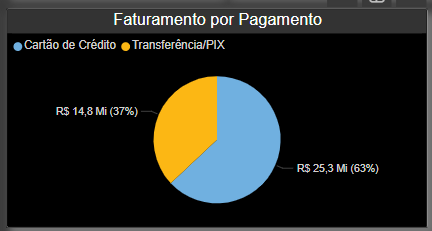 Faturamento por Pagamento
Cartão de Crédito Transferência/PIX
R$ 14,8 Mi (37%)
R$ 25,3 Mi (63%)